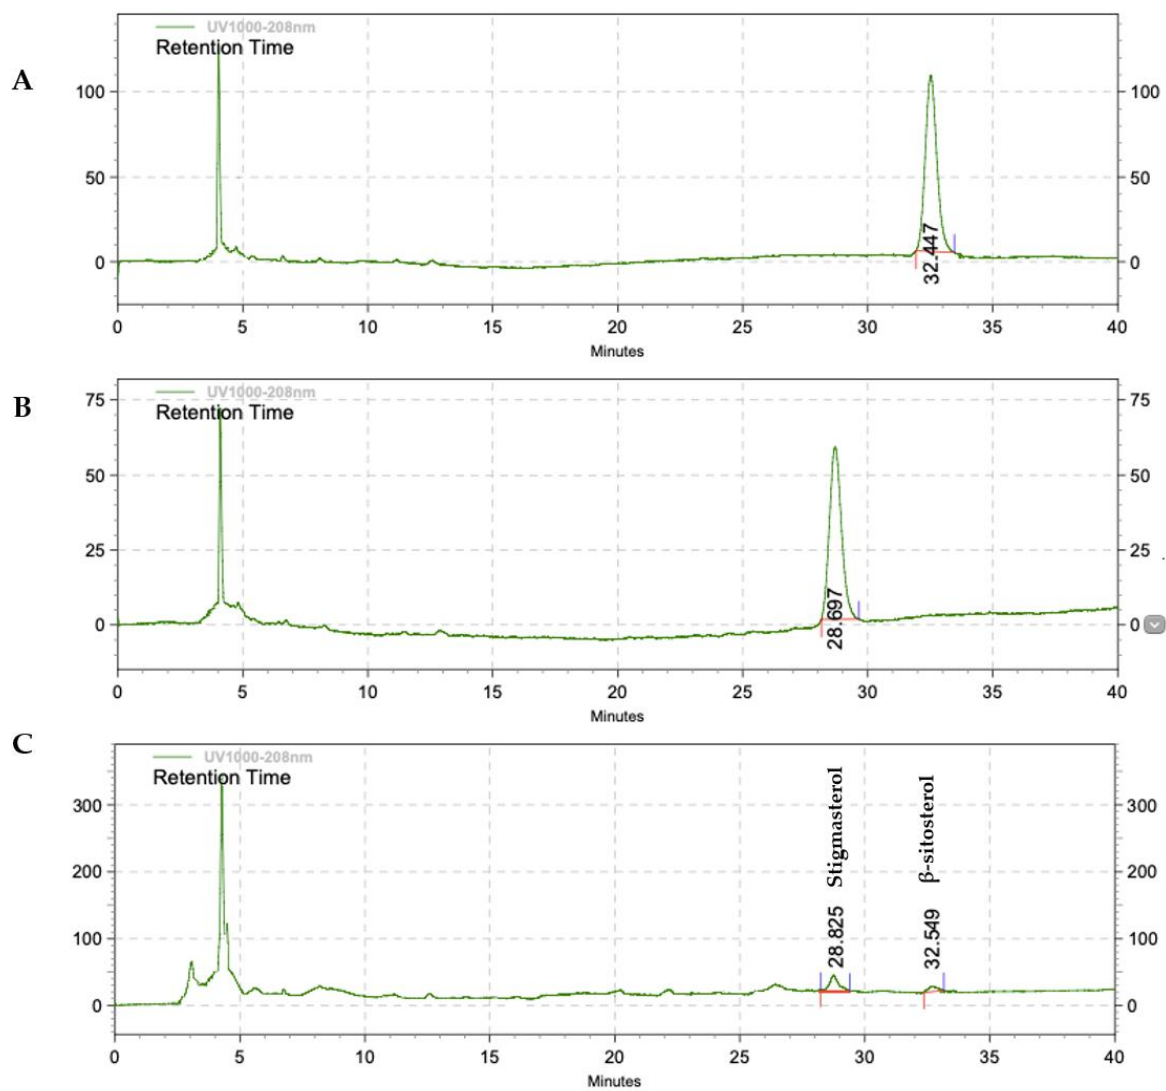 A
UV1000-208nm
Retention Time
100
50
0
100
50
0
32.447
0 5 10 15 20 25 30 35 40
Minutes
B
UV1000-208nm
Retention Time
75
50
25
0
75
50
25
0
28.697
0 5 10 15 20 25 30 35 40
Minutes
C
UV1000-208nm
Retention Time
300
200
100
0
300
200
100
0
28.825 Stigmasterol
32.549 β-sitosterol
0 5 10 15 20 25 30 35 40
Minutes